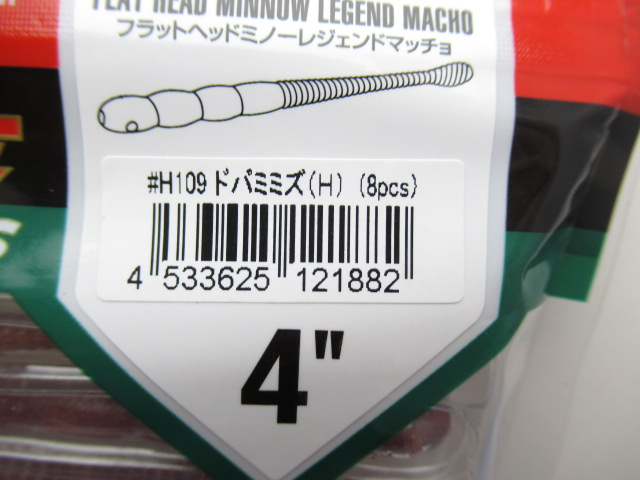 FLAT HEAD MINNOW LEGEND MACHO
フラットヘッドミノーレジェンドマッチョ
#H109 ドバミミズ(H) (8pcs)
4 533625 121882
4"
S